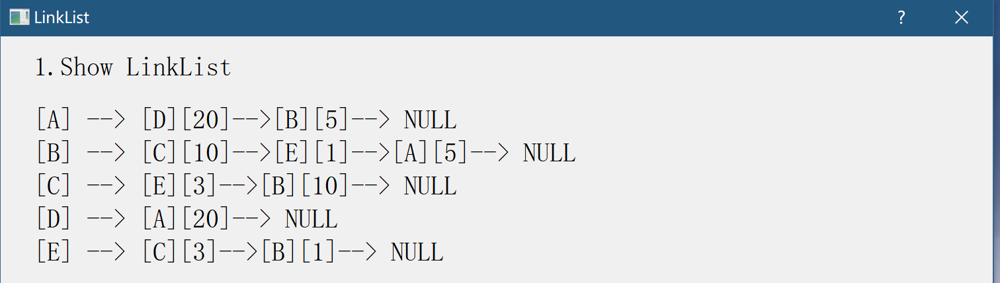 LinkList ?
1.Show LinkList
[A] --> [D][20]-->[B][5]--> NULL
[B] --> [C][10]-->[E][1]-->[A][5]--> NULL
[C] --> [E][3]-->[B][10]--> NULL
[D] --> [A][20]--> NULL
[E] --> [C][3]-->[B][1]--> NULL